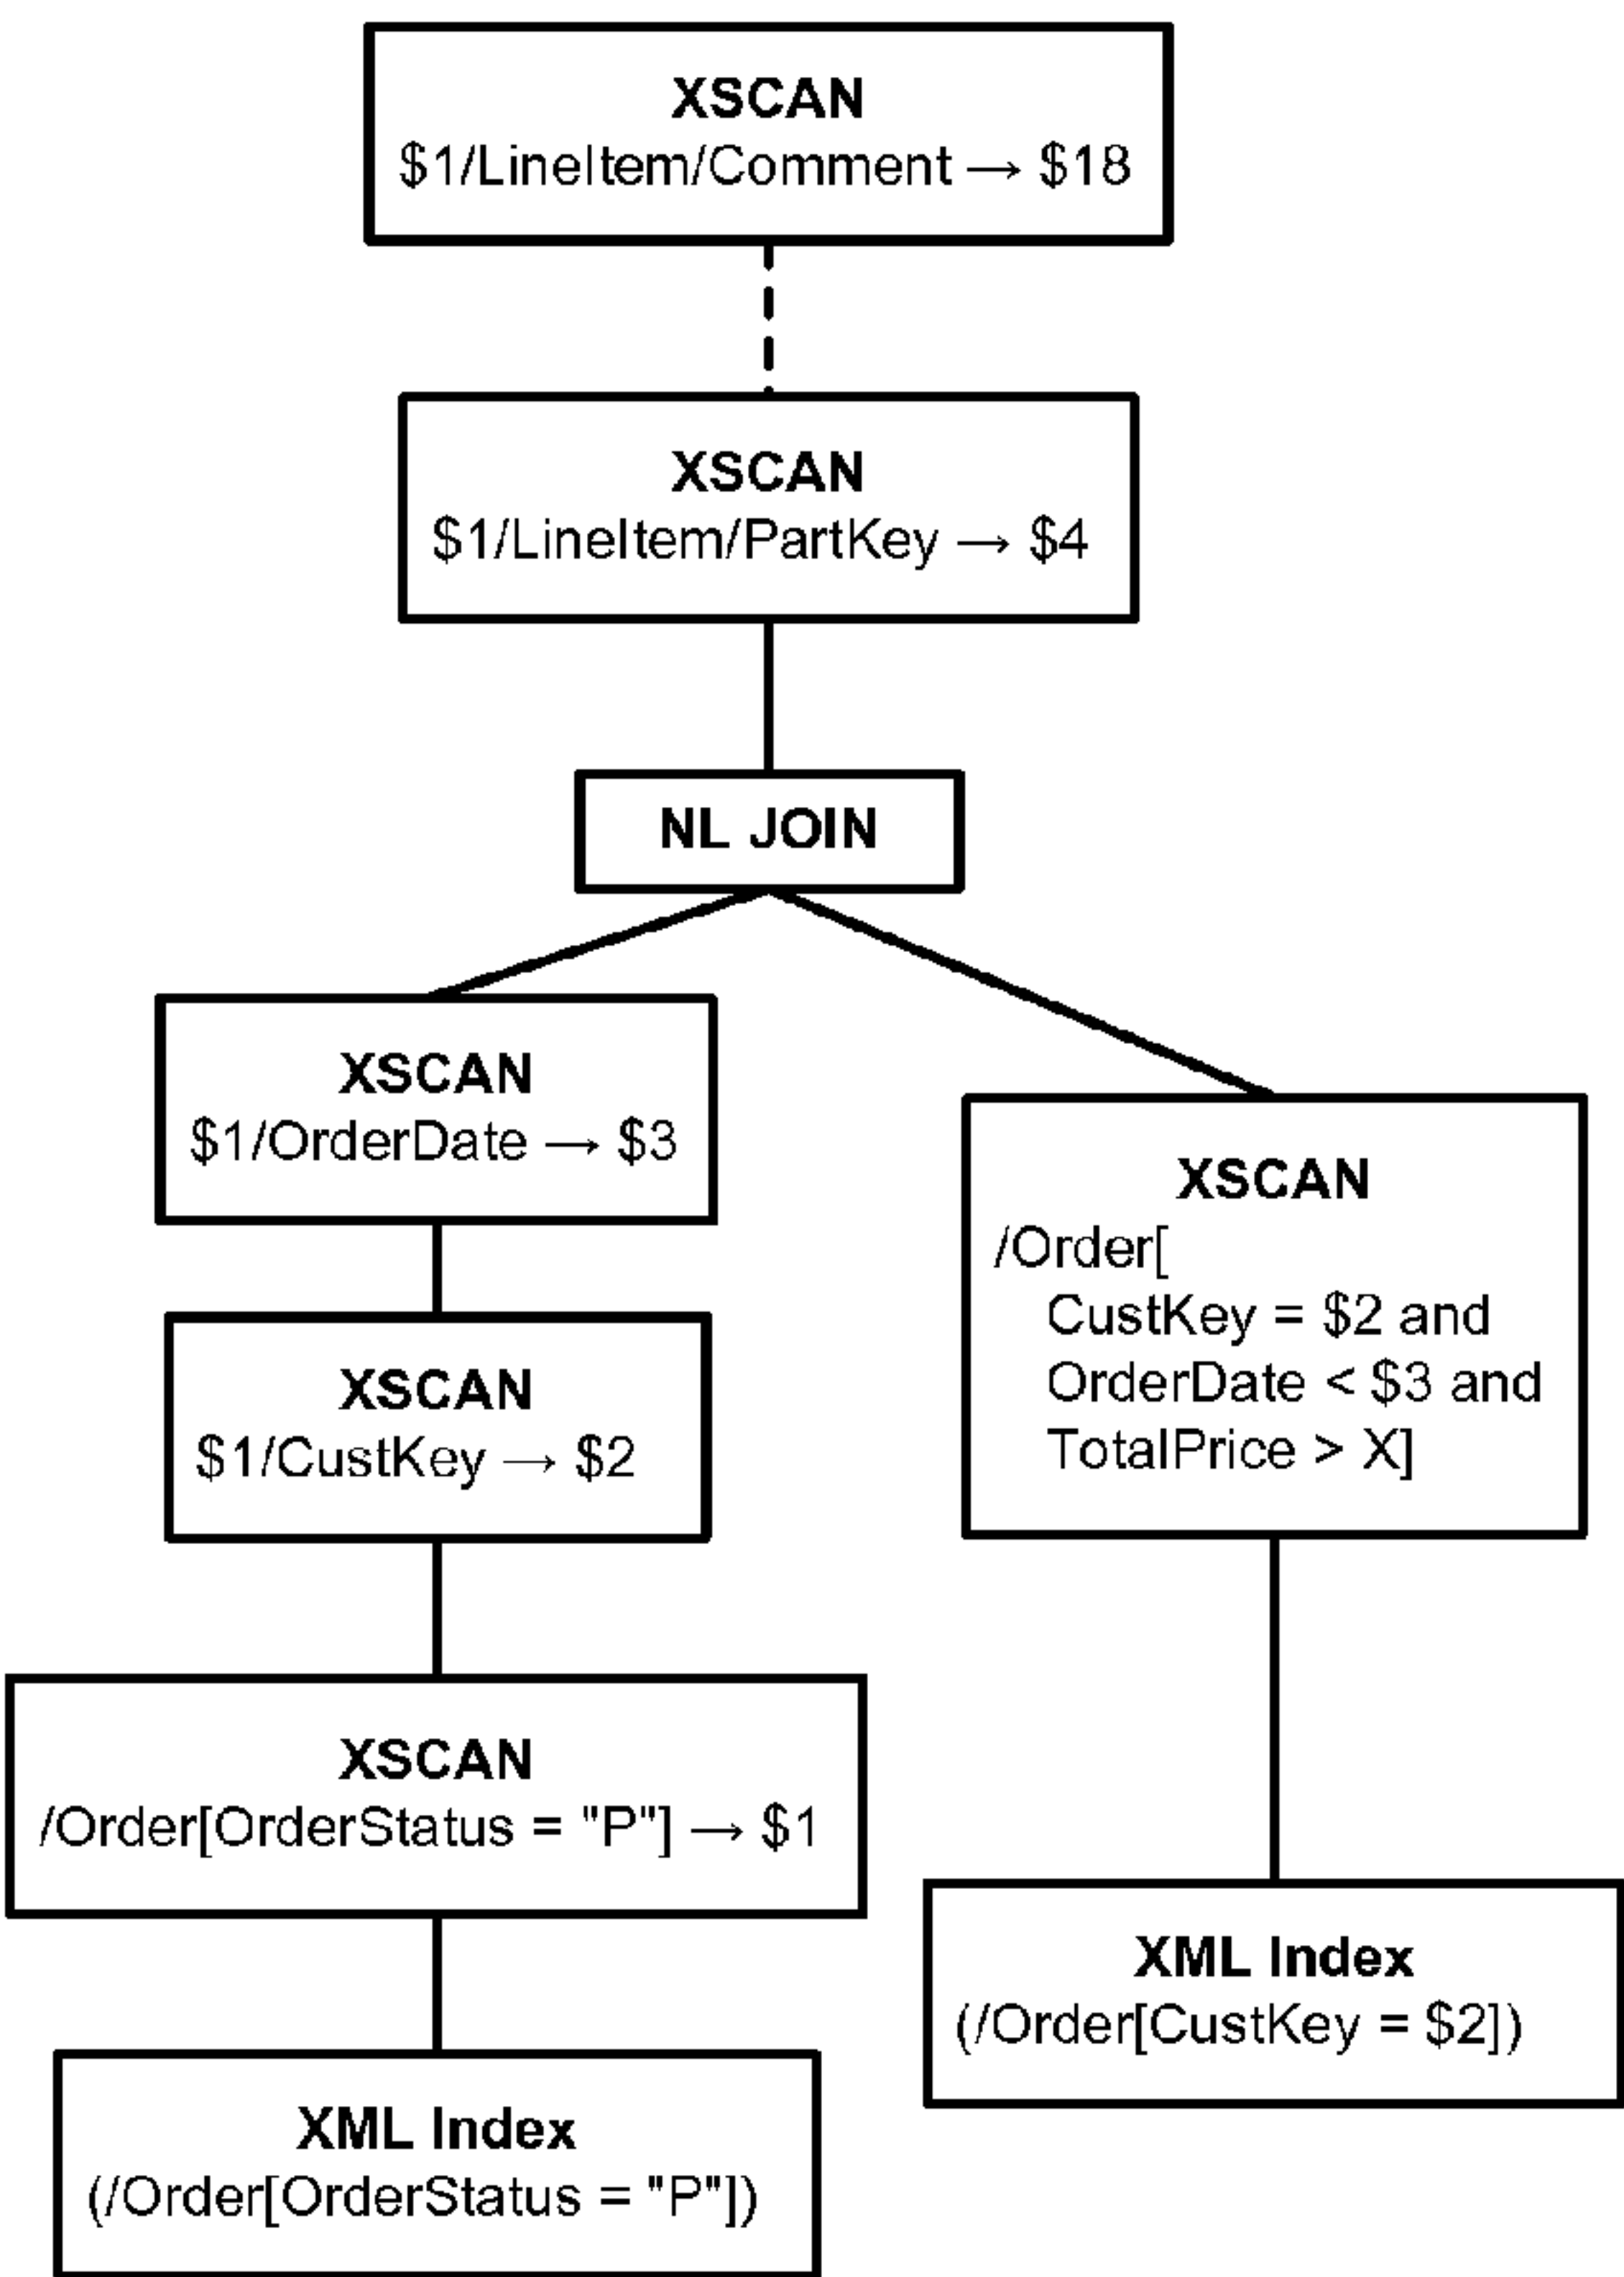 XSCAN
$1/LineItem/Comment → $18
XSCAN
$1/LineItem/PartKey → $4
NL JOIN
XSCAN
$1/OrderDate → $3
XSCAN
$1/CustKey → $2
XSCAN
/Order[OrderStatus = "P"] → $1
XML Index
(/Order[OrderStatus = "P"])
XSCAN
/Order[
CustKey = $2 and
OrderDate < $3 and
TotalPrice > X]
XML Index
(/Order[CustKey = $2])